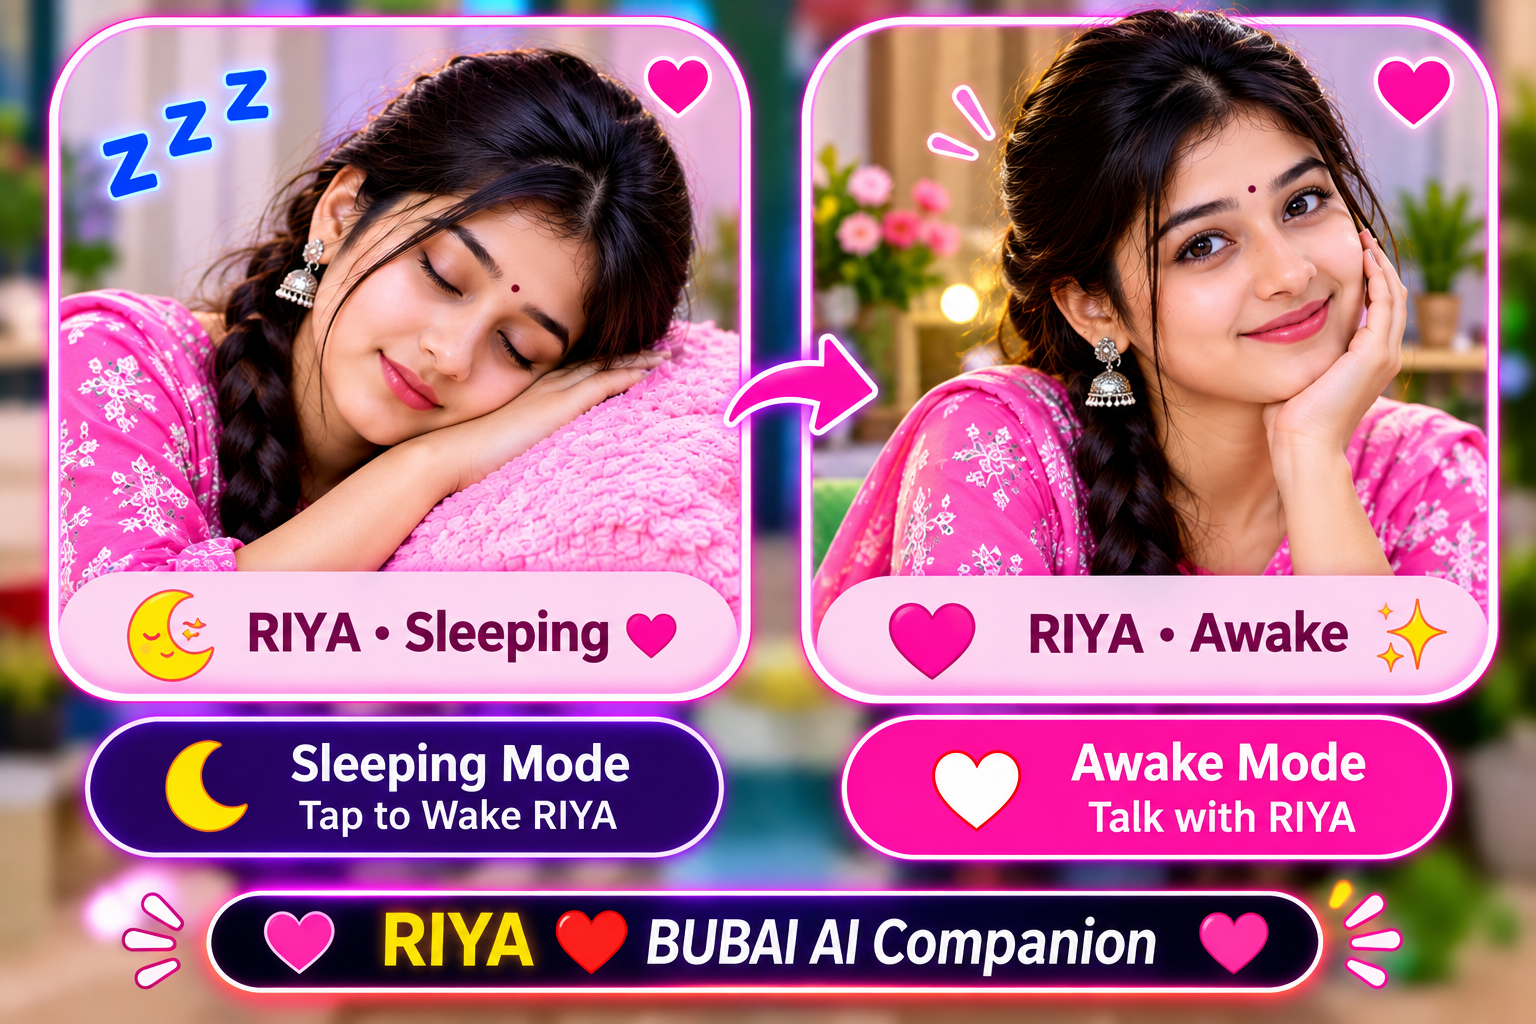 zzz
RIYA • Sleeping
RIYA • Awake
Sleeping Mode
Tap to Wake RIYA
Awake Mode
Talk with RIYA
RIYA BUBAI AI Companion